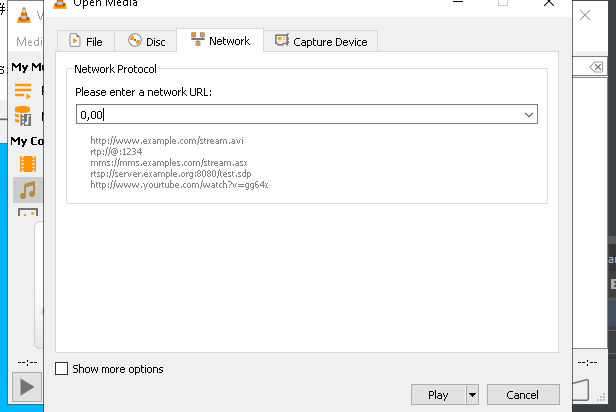 Open Media
Medi
File
Disc
Network
Capture Device
My M
My Co
Network Protocol
Please enter a network URL:
0,00
http://www.example.com/stream.avi
rtp://@:1234
mms://mms.examples.com/stream.asx
rtsp://server.example.org:8080/test.sdp
http://www.yourtube.com/watch?v=gg64x
--:--
--:--
Show more options
Play
Cancel